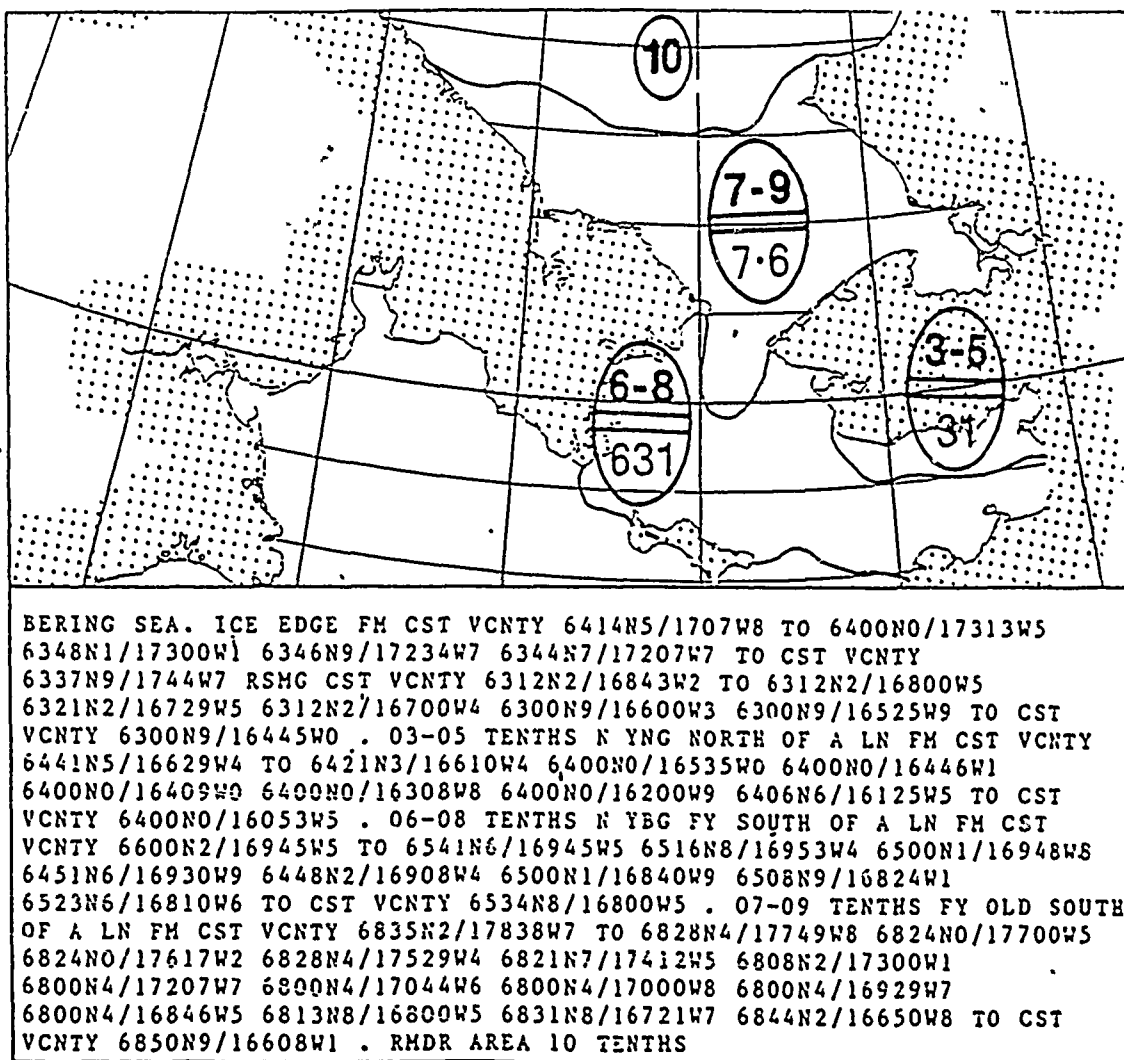 10
7-9
7·6
6-8
631
3-5
31
BERING SEA. ICE EDGE FM CST VCNTY 6414N5/1707W8 TO 6400N0/17313W5
6348N1/17300W1 6346N9/17234W7 6344N7/17207W7 TO CST VCNTY
6337N9/1744W7 RSMG CST VCNTY 6312N2/16843W2 TO 6312N2/16800W5
6321N2/16729W5 6312N2/16700W4 6300N9/16600W3 6300N9/16525W9 TO CST
VCNTY 6300N9/16445W0 . 03-05 TENTHS N YNG NORTH OF A LN FM CST VCNTY
6441N5/16629W4 TO 6421N3/16610W4 6400N0/16535W0 6400N0/16446W1
6400N0/16409W0 6400N0/16308W8 6400N0/16200W9 6406N6/16125W5 TO CST
VCNTY 6400N0/16053W5 . 06-08 TENTHS N YBG FY SOUTH OF A LN FM CST
VCNTY 6600N2/16945W5 TO 6541N6/16945W5 6516N8/16953W4 6500N1/16948W8
6451N6/16930W9 6448N2/16908W4 6500N1/16840W9 6508N9/16824W1
6523N6/16810W6 TO CST VCNTY 6534N8/16800W5 . 07-09 TENTHS FY OLD SOUTH
OF A LN FM CST VCNTY 6835N2/17838W7 TO 6828N4/17749W8 6824N0/17700W5
6824N0/17617W2 6828N4/17529W4 6821N7/17412W5 6808N2/17300W1
6800N4/17207W7 6800N4/17044W6 6800N4/17000W8 6800N4/16929W7
6800N4/16846W5 6813N8/16800W5 6831N8/16721W7 6844N2/16650W8 TO CST
VCNTY 6850N9/16608W1 . RMDR AREA 10 TENTHS